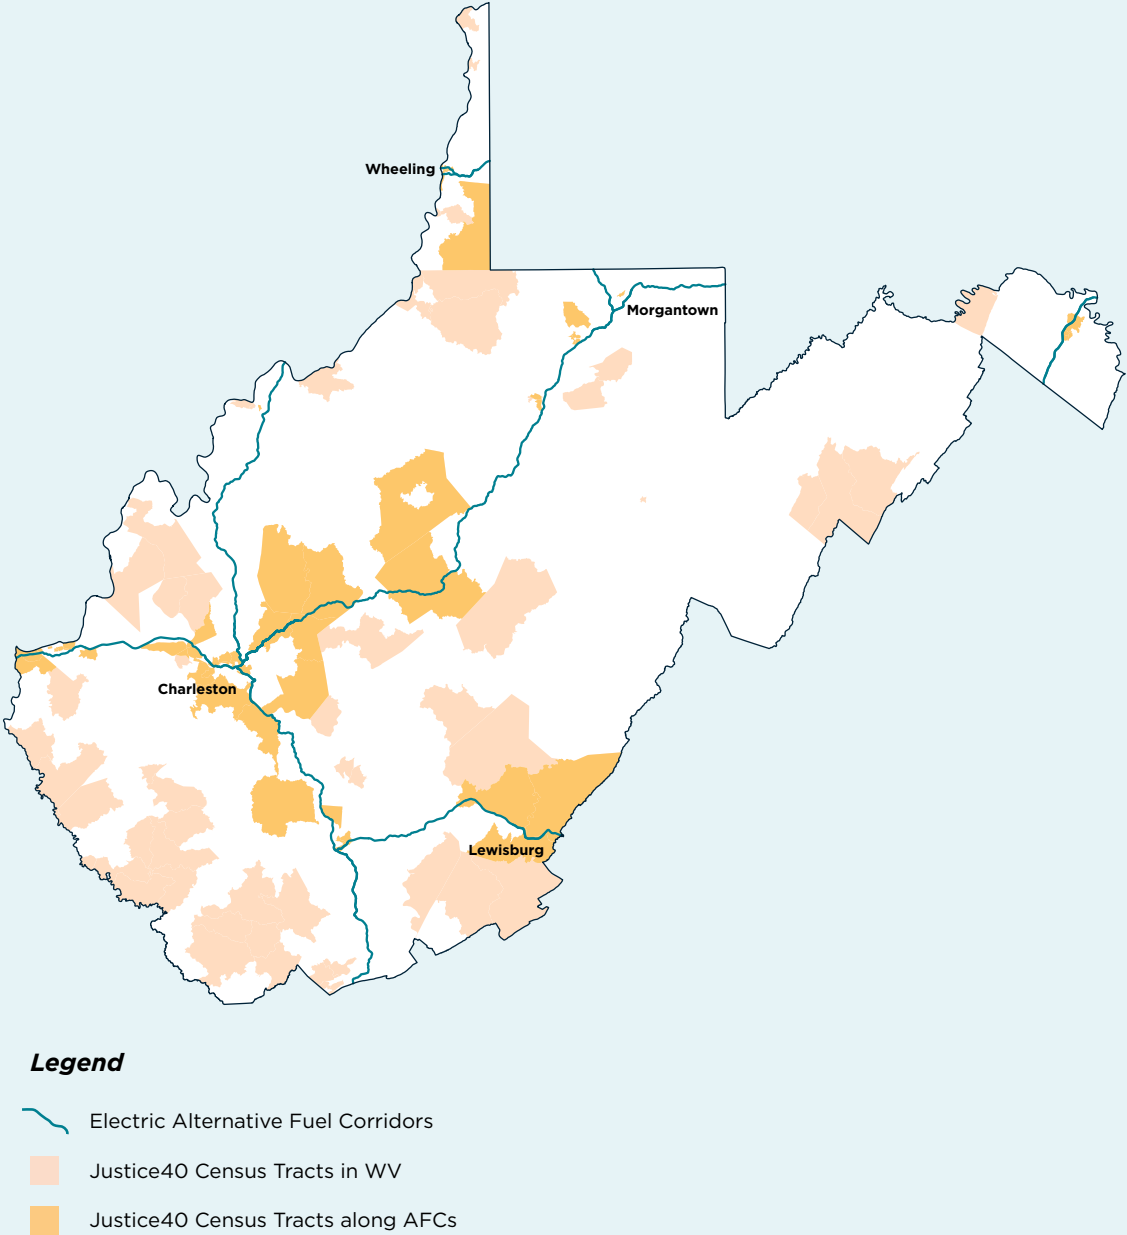 Wheeling
Morgantown
Charleston
Lewisburg
Legend
Electric Alternative Fuel Corridors
Justice40 Census Tracts in WV
Justice40 Census Tracts along AFCs